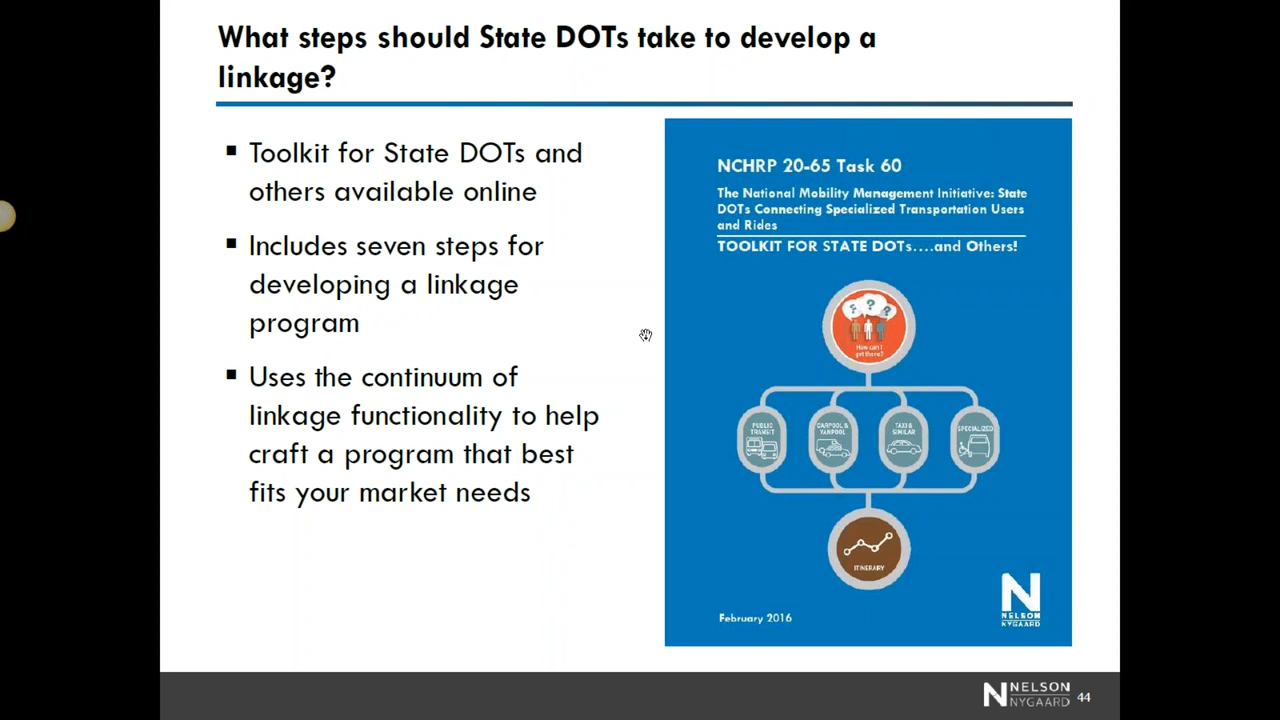 What steps should State DOTs take to develop a
linkage?
▪ Toolkit for State DOTs and
others available online
▪ Includes seven steps for
developing a linkage
program
▪ Uses the continuum of
linkage functionality to help
craft a program that best
fits your market needs
NCHRP 20-65 Task 60
The National Mobility Management Initiative: State
DOTs Connecting Specialized Transportation Users
and Rides
TOOLKIT FOR STATE DOTs....and Others!
? ? ?
How can I
get there?
PUBLIC
TRANSIT
CARPOOL &
VANPOOL
TAXI &
SIMILAR
SPECIALIZED
ITINERARY
February 2016
N
NELSON
NYGAARD
N NELSON
NYGAARD
44